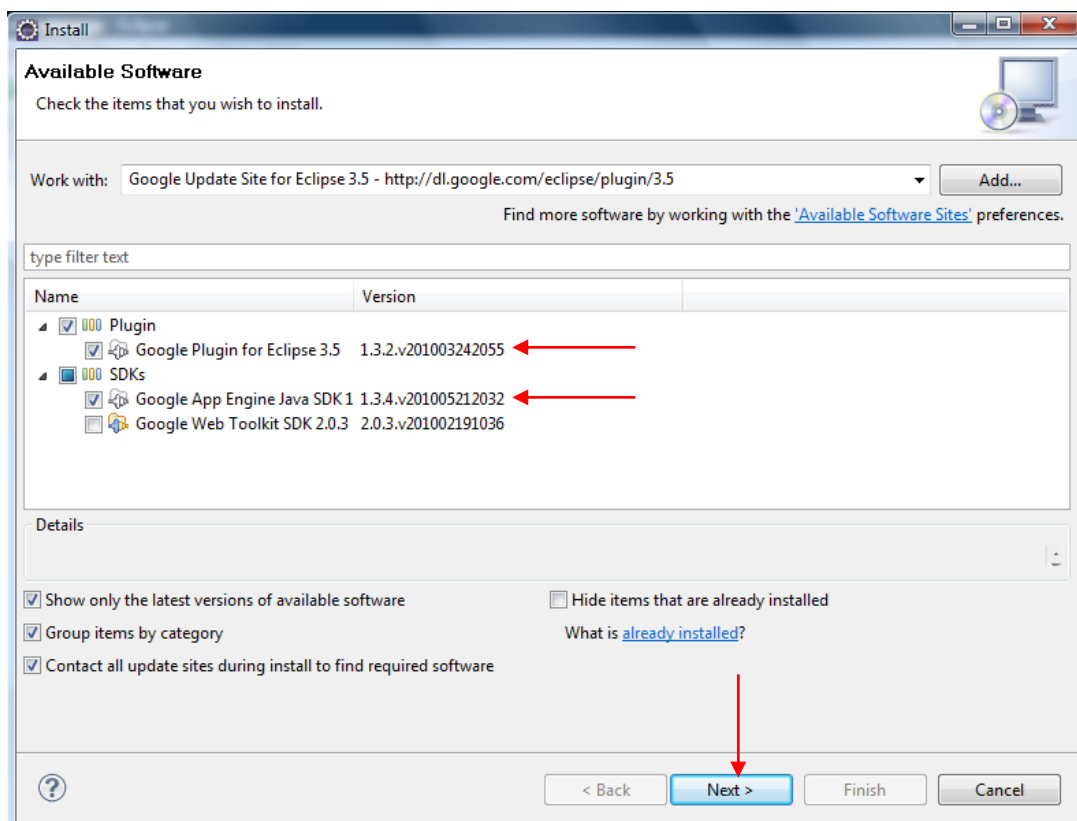 Install
Available Software
Check the items that you wish to install.
Work with: Google Update Site for Eclipse 3.5 - http://dl.google.com/eclipse/plugin/3.5 Add...
Find more software by working with the 'Available Software Sites' preferences.
type filter text
Name Version
Plugin
Google Plugin for Eclipse 3.5 1.3.2.v201003242055
SDKs
Google App Engine Java SDK 1 1.3.4.v201005212032
Google Web Toolkit SDK 2.0.3 2.0.3.v201002191036
Details
Show only the latest versions of available software Hide items that are already installed
Group items by category What is already installed?
Contact all update sites during install to find required software
? < Back Next > Finish Cancel